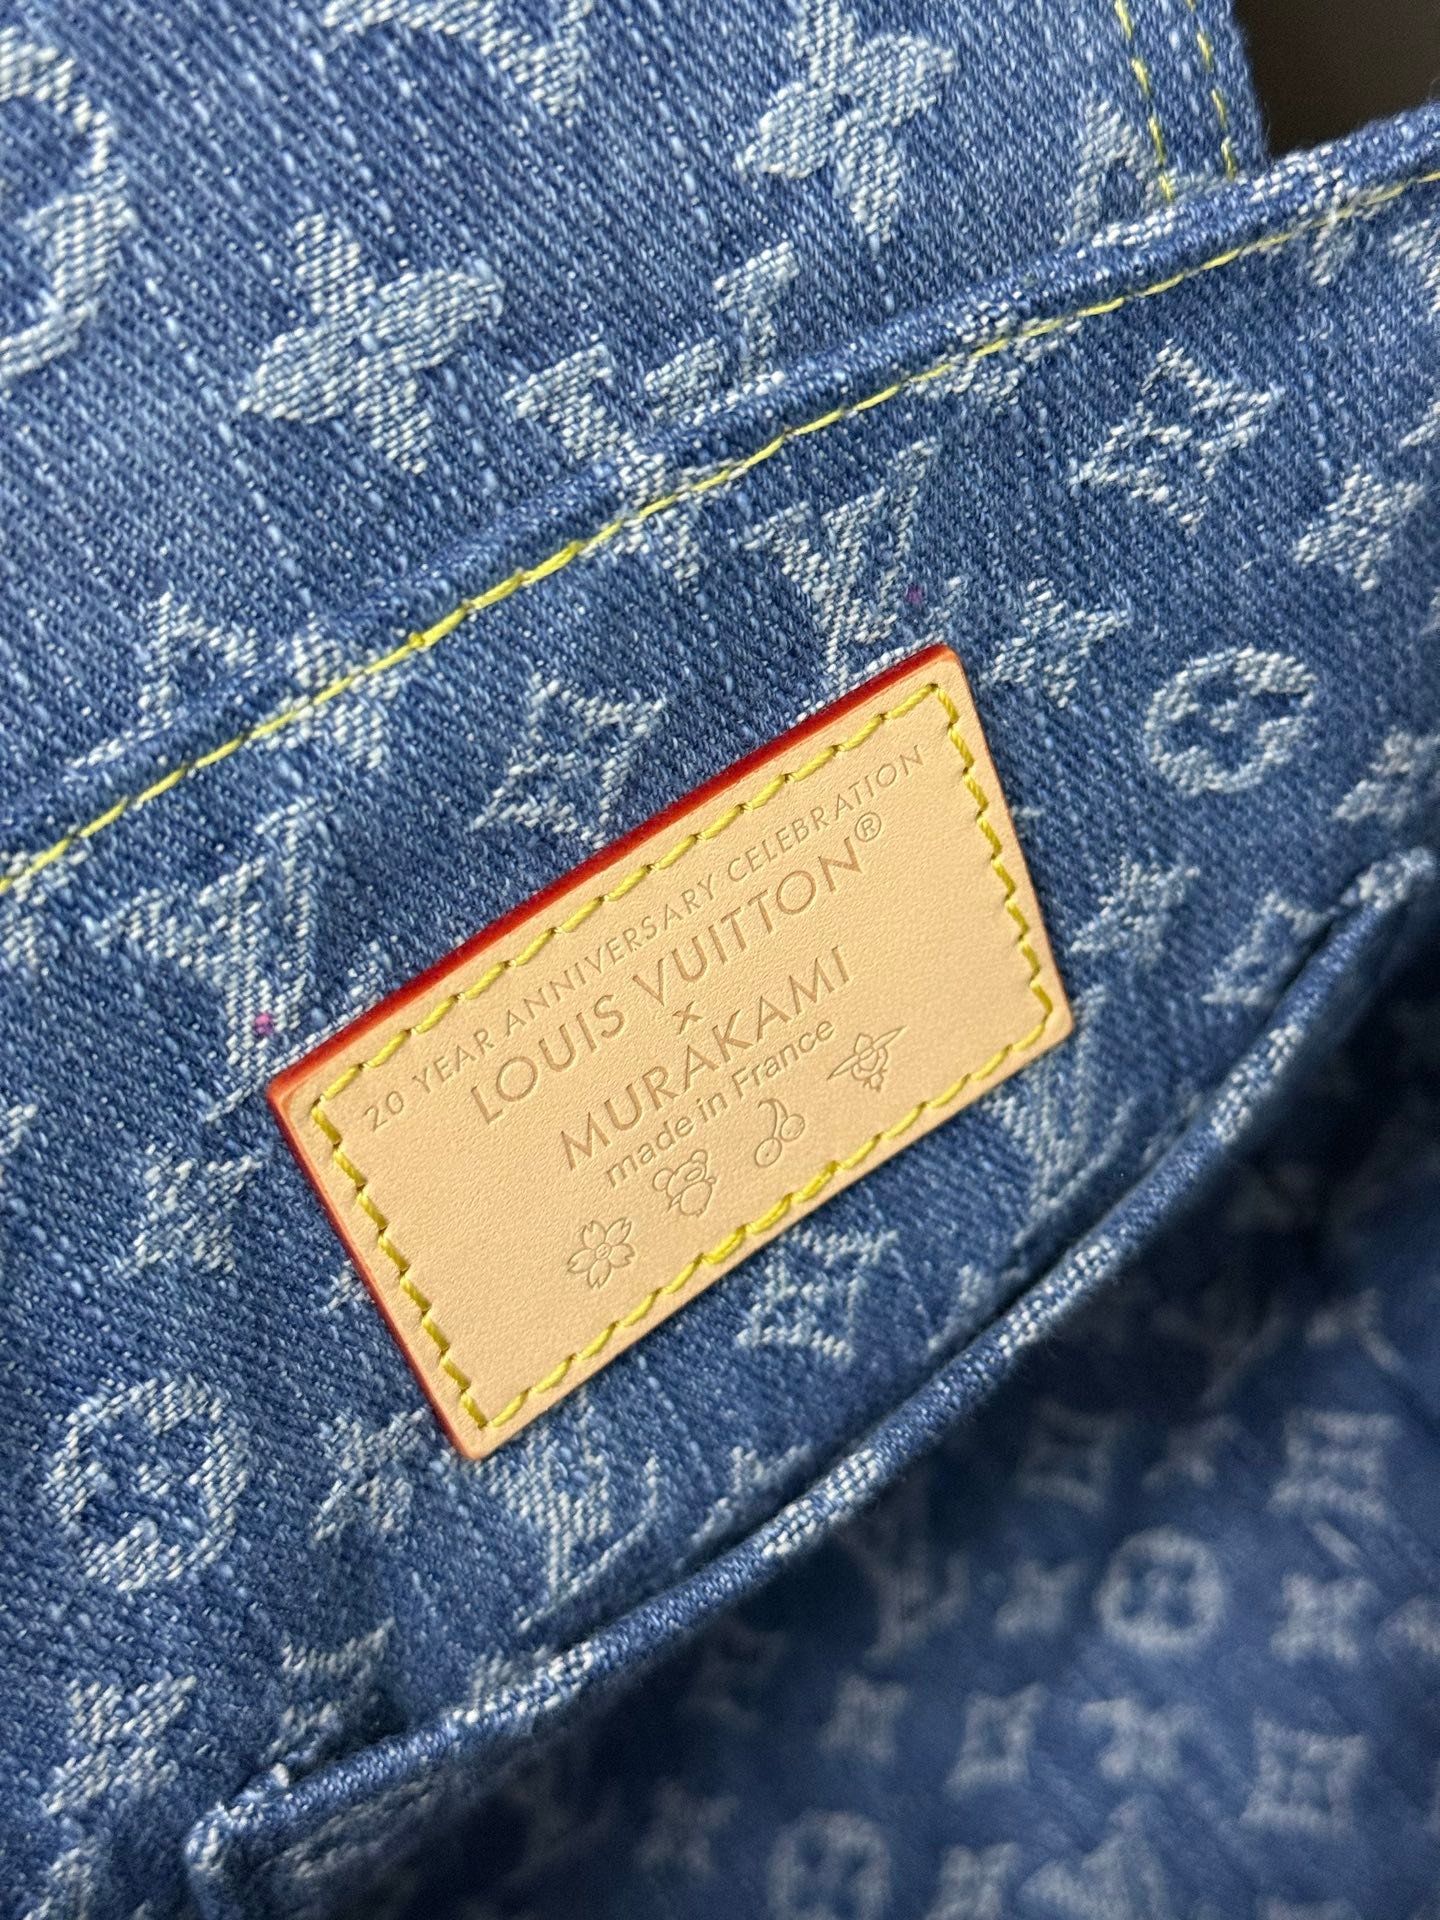 20 YEAR ANNIVERSARY CELEBRATION
LOUIS VUITTON®
x
MURAKAMI
made in France